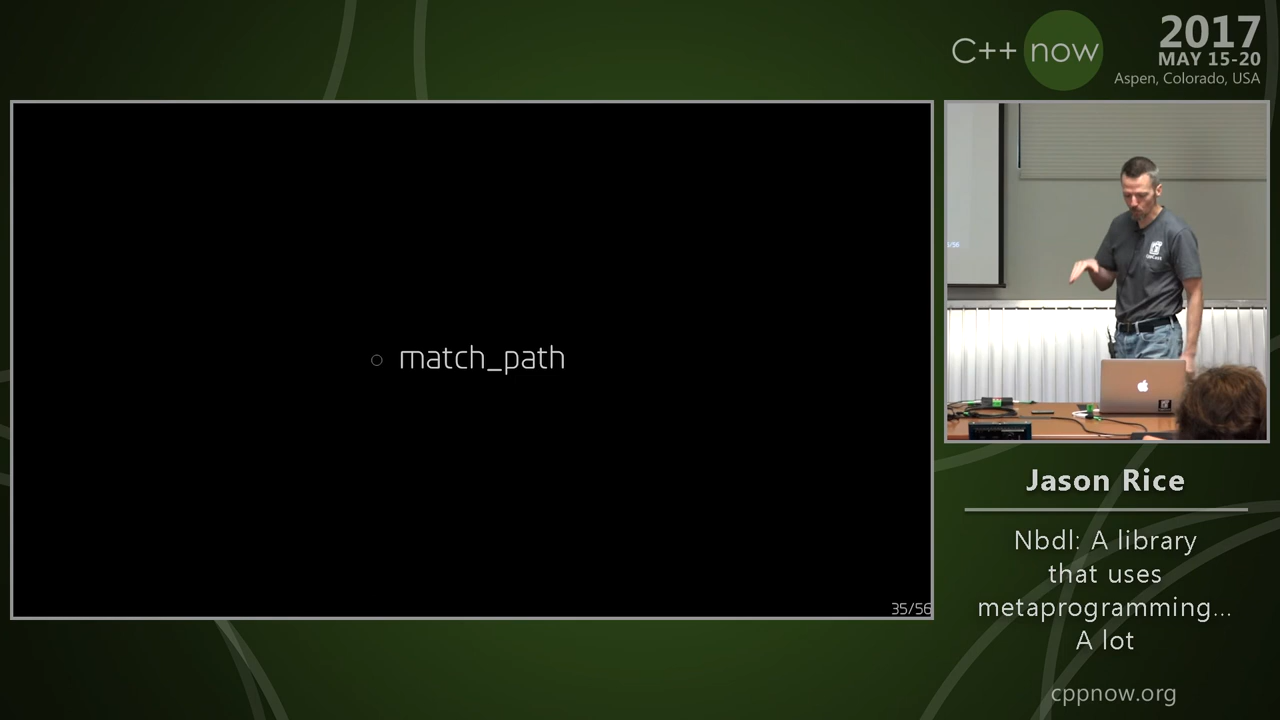 C++ now
2017
MAY 15-20
Aspen, Colorado, USA
match_path
35/56
Jason Rice
Nbdl: A library
that uses
metaprogramming...
A lot
cppnow.org